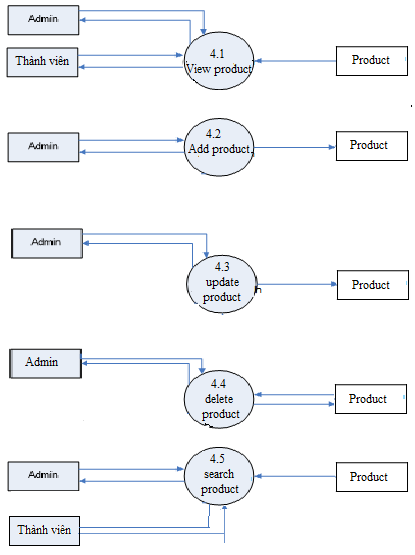 Admin
4.1
View product
Thành viên
Product
Admin
4.2
Add product
Product
Admin
4.3
update
product
Product
Admin
4.4
delete
product
Product
Admin
4.5
search
product
Product
Thành viên